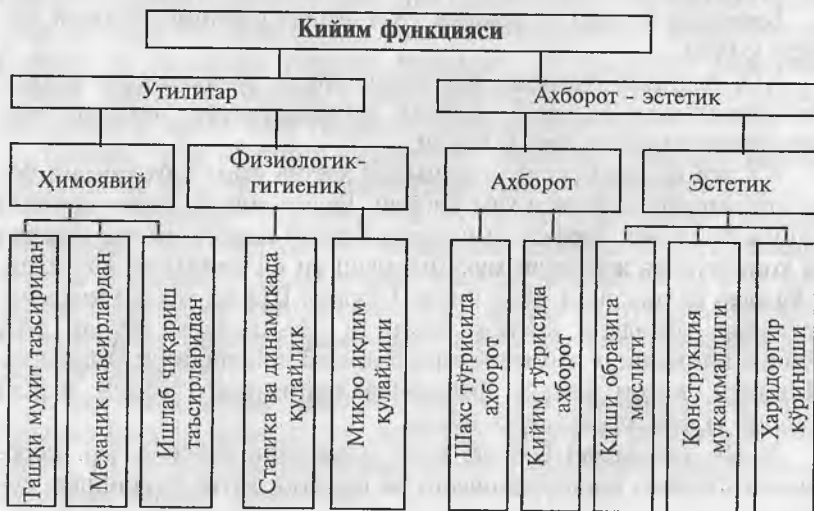 Кийим функцияси
Утилитар
Ахборот - эстетик
Ҳимоявий
Физиологик-
гигиеник
Ахборот
Эстетик
Ташқи муҳит таъсиридан
Механик таъсирлардан
Ишлаб чиқариш
таъсирларидан
Статика ва динамикада
қулайлик
Микро иқлим
қулайлиги
Шахс тўғрисида
ахборот
Кийим тўғрисида
ахборот
Киши образига
мослиги
Конструкция
мукаммаллиги
Харидоргир
кўриниши